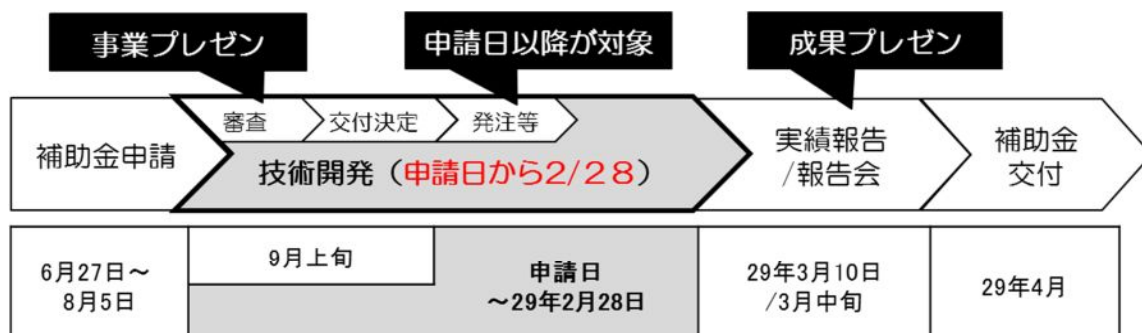 事業プレゼン
申請日以降が対象
成果プレゼン
補助金申請
審査
交付決定
発注等
技術開発（申請日から2/28）
実績報告
/報告会
補助金
交付
6月27日～
8月5日
9月上旬
申請日
～29年2月28日
29年3月10日
/3月中旬
29年4月